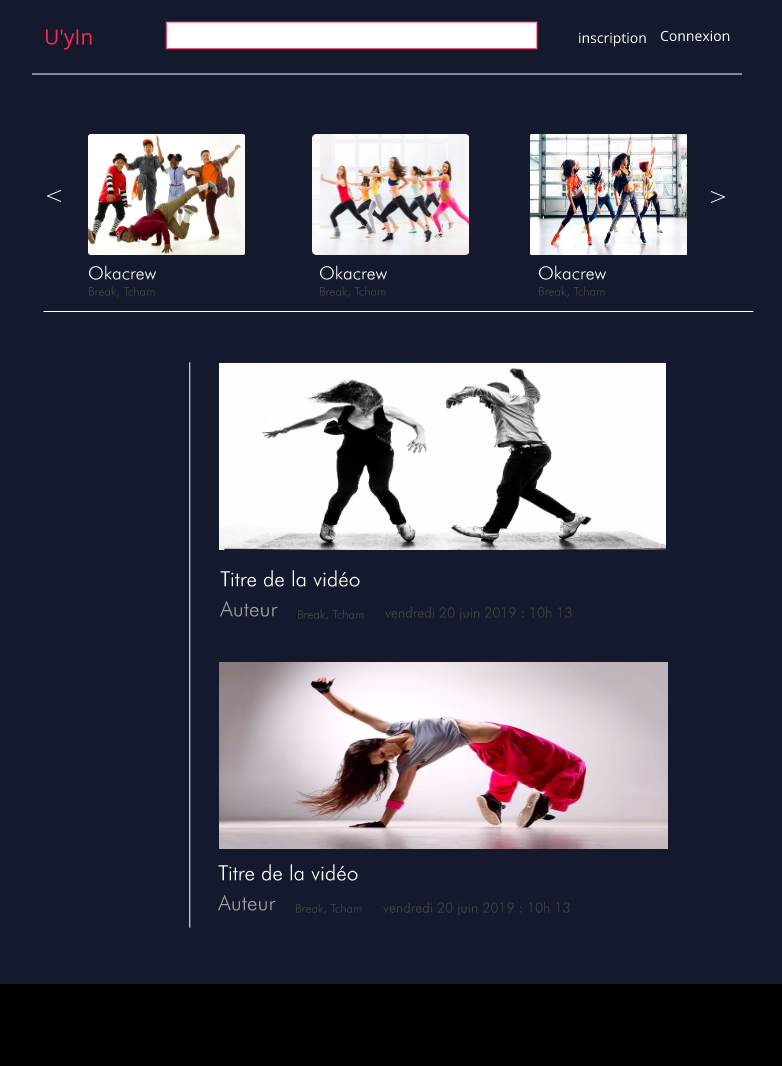 U'yIn
inscription Connexion
< >
Okacrew Okacrew Okacrew
Break, Tcham Break, Tcham Break, Tcham
Titre de la vidéo
Auteur Break, Tcham vendredi 20 juin 2019 : 10h 13
Titre de la vidéo
Auteur Break, Tcham vendredi 20 juin 2019 : 10h 13